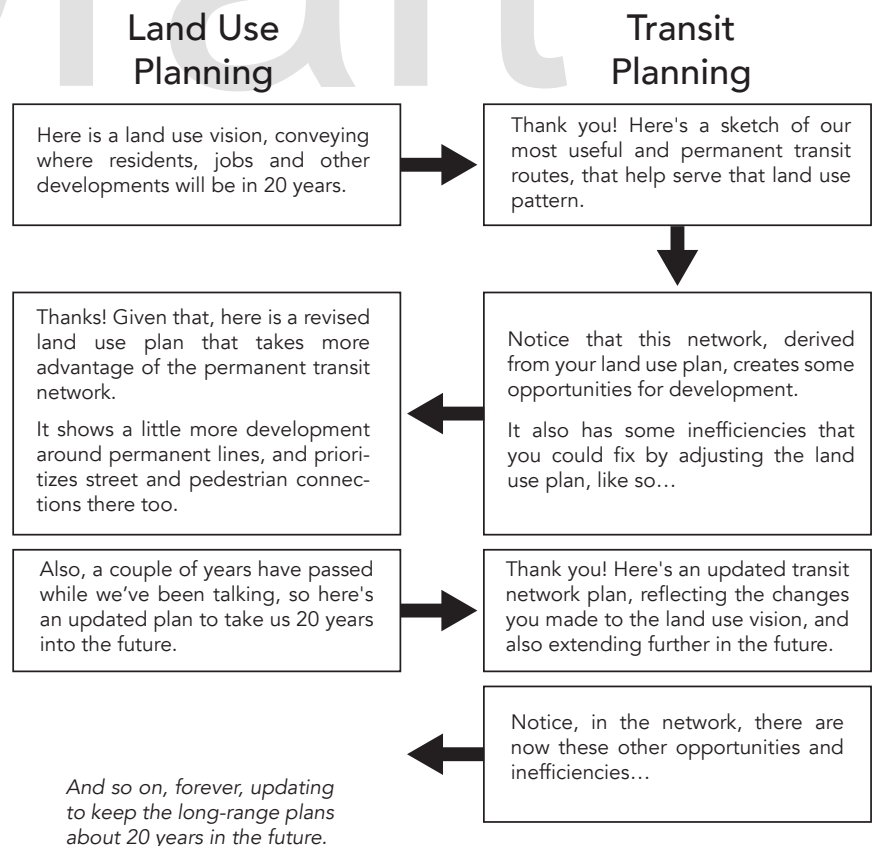 Land Use
Planning
Transit
Planning
Here is a land use vision, conveying
where residents, jobs and other
developments will be in 20 years.
Thank you! Here's a sketch of our
most useful and permanent transit
routes, that help serve that land use
pattern.
Notice that this network, derived
from your land use plan, creates some
opportunities for development.
It also has some inefficiencies that
you could fix by adjusting the land
use plan, like so…
Thanks! Given that, here is a revised
land use plan that takes more
advantage of the permanent transit
network.
It shows a little more development
around permanent lines, and priori-
tizes street and pedestrian connec-
tions there too.
Also, a couple of years have passed
while we’ve been talking, so here's
an updated plan to take us 20 years
into the future.
Thank you! Here's an updated transit
network plan, reflecting the changes
you made to the land use vision, and
also extending further in the future.
Notice, in the network, there are
now these other opportunities and
inefficiencies…
And so on, forever, updating
to keep the long-range plans
about 20 years in the future.